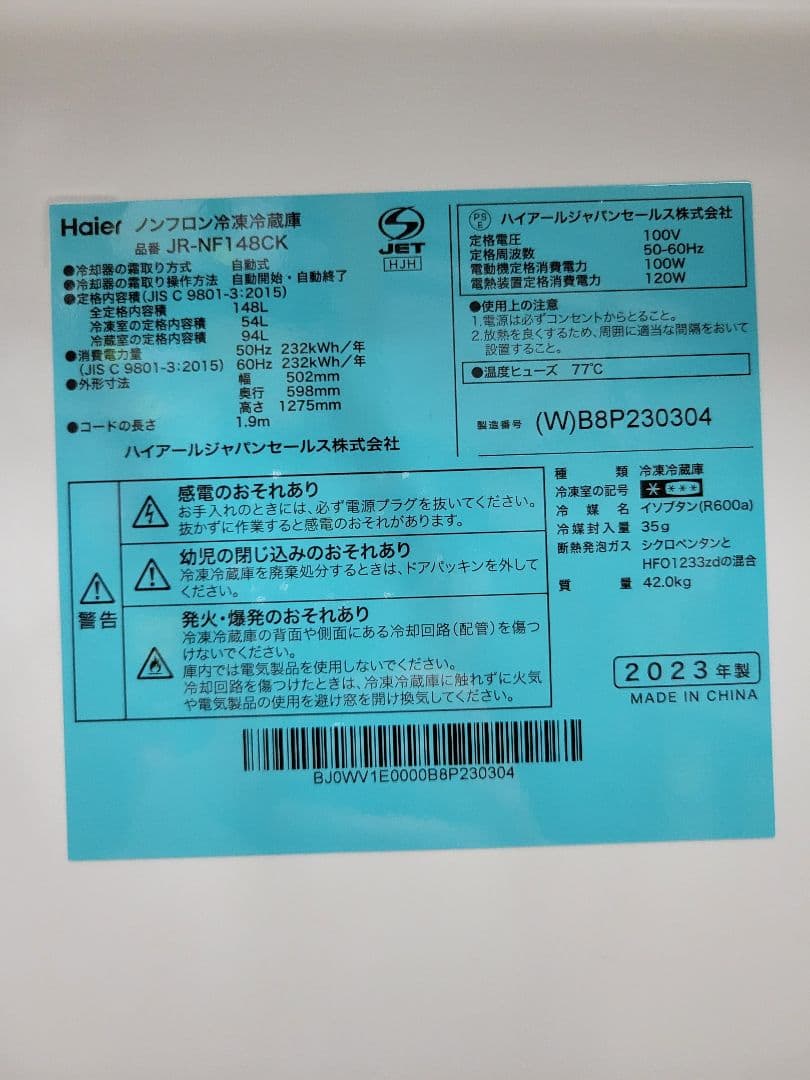 Haier ノンフロン冷凍冷蔵庫
品番 JR-NF148CK
●冷却器の霜取り方式 自動式
●冷却器の霜取り操作方法 自動開始・自動終了
●定格内容積(JIS C 9801-3:2015)
全定格内容積 148L
冷凍室の定格内容積 54L
冷蔵室の定格内容積 94L
●消費電力量 50Hz 232kWh/年
(JIS C 9801-3:2015) 60Hz 232kWh/年
●外形寸法 幅 502mm
奥行 598mm
高さ 1275mm
●コードの長さ 1.9m
ハイアールジャパンセールス株式会社
JET
HJH
PSE ハイアールジャパンセールス株式会社
定格電圧 100V
定格周波数 50-60Hz
電動機定格消費電力 100W
電熱装置定格消費電力 120W
●使用上の注意
1.電源は必ずコンセントからとること。
2.放熱を良くするため、周囲に適当な間隔をおいて
設置すること。
●温度ヒューズ 77℃
製造番号 (W)B8P230304
警告
感電のおそれあり
お手入れのときには、必ず電源プラグを抜いてください。
抜かずに作業すると感電のおそれがあります。
幼児の閉じ込みのおそれあり
冷凍冷蔵庫を廃棄処分するときは、ドアパッキンを外して
ください。
発火・爆発のおそれあり
冷凍冷蔵庫の背面や側面にある冷却回路(配管)を傷つ
けないでください。
庫内では電気製品を使用しないでください。
冷却回路を傷つけたときは、冷凍冷蔵庫に触れずに火気
や電気製品の使用を避け窓を開け換気してください。
種類 冷凍冷蔵庫
冷凍室の記号 * ***
冷媒名 イソブタン(R600a)
冷媒封入量 35g
断熱発泡ガス シクロペンタンと
HFO1233zdの混合
質量 42.0kg
2023年製
MADE IN CHINA
BJ0WV1E0000B8P230304